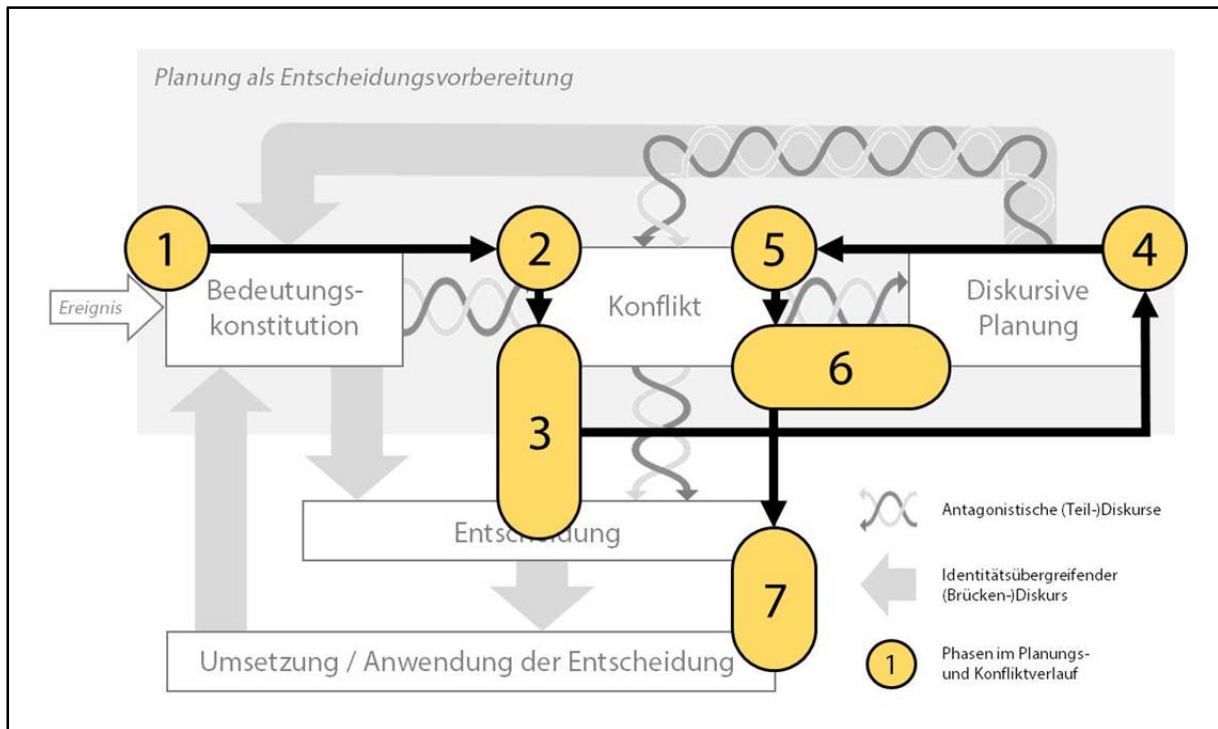 Planung als Entscheidungsvorbereitung
1
2
5
4
Ereignis
Bedeutungs-
konstitution
Konflikt
Diskursive
Planung
6
3
Entscheidung
7
Umsetzung / Anwendung der Entscheidung
Antagonistische (Teil-)Diskurse
Identitätsübergreifender
(Brücken-)Diskurs
1
Phasen im Planungs-
und Konfliktverlauf